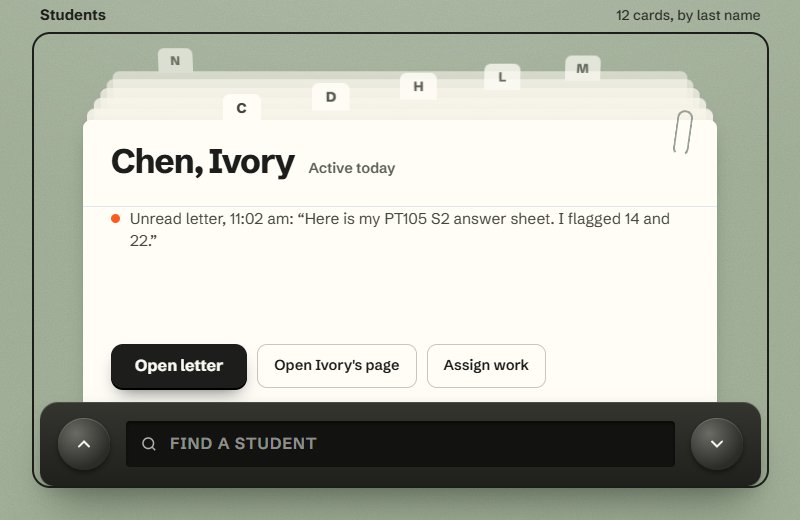 Students
12 cards, by last name
N
M
L
H
D
C
Chen, Ivory
Active today
Unread letter, 11:02 am: “Here is my PT105 S2 answer sheet. I flagged 14 and
22.”
Open letter
Open Ivory's page
Assign work
FIND A STUDENT